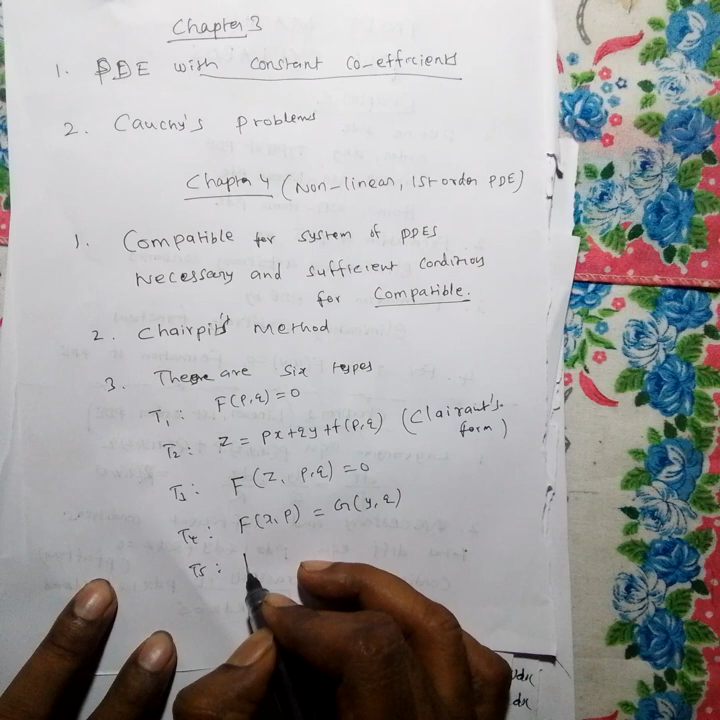 Chapter 3
1. PDE with constant co-efficients
2. Cauchy's problems
Chapter 4 (Non-linear, 1st order PDE)
1. Compatible for system of PDES
Necessary and sufficient condition
for Compatible.
2. Chairpit's Method
3. There are six types
T1: F(p,q)=0
T2: Z = px+qy+f(p,q) (Clairaut's form)
T3: F(z, p,q)=0
T4: F(x,p) = G(y,q)
T5: